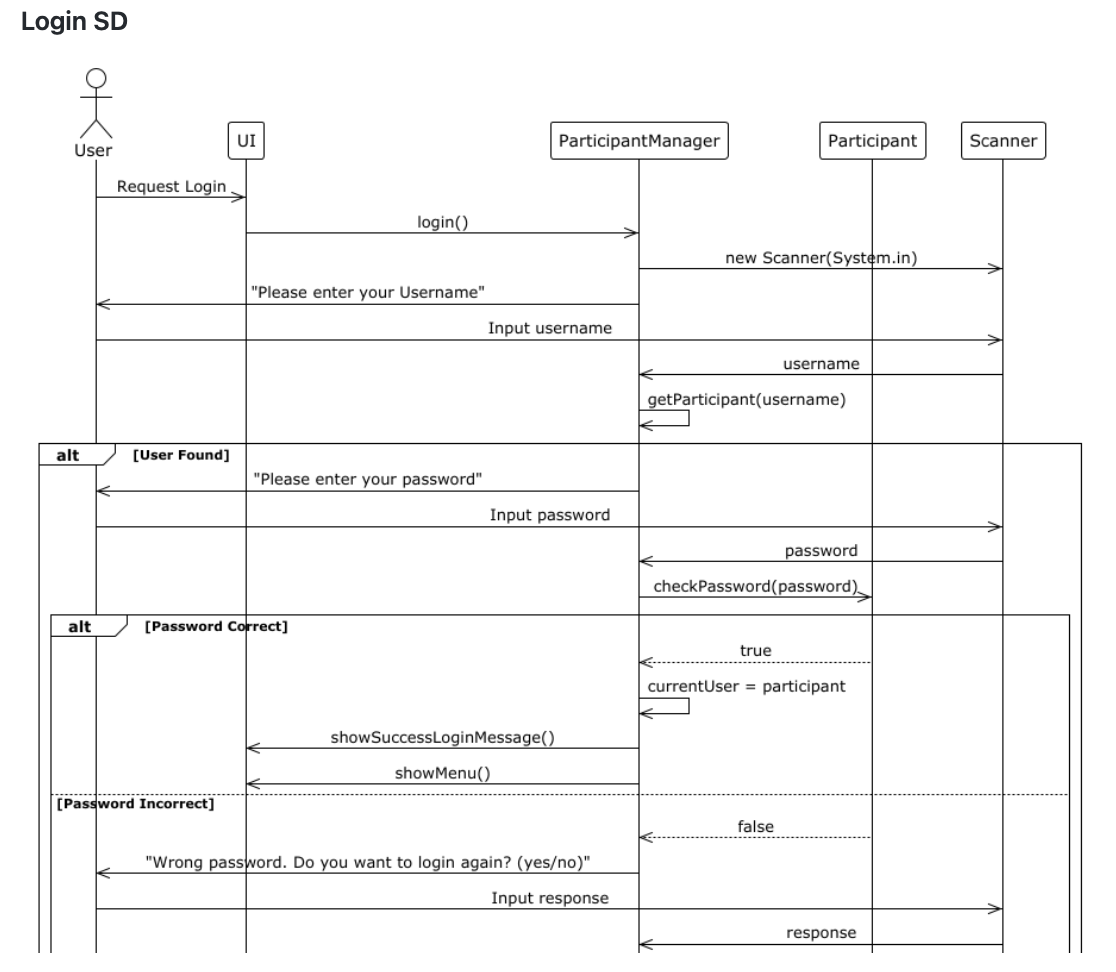 Login SD
User
UI
ParticipantManager
Participant
Scanner
Request Login
login()
new Scanner(System.in)
"Please enter your Username"
Input username
username
getParticipant(username)
alt
[User Found]
"Please enter your password"
Input password
password
checkPassword(password)
alt
[Password Correct]
true
currentUser = participant
showSuccessLoginMessage()
showMenu()
[Password Incorrect]
false
"Wrong password. Do you want to login again? (yes/no)"
Input response
response